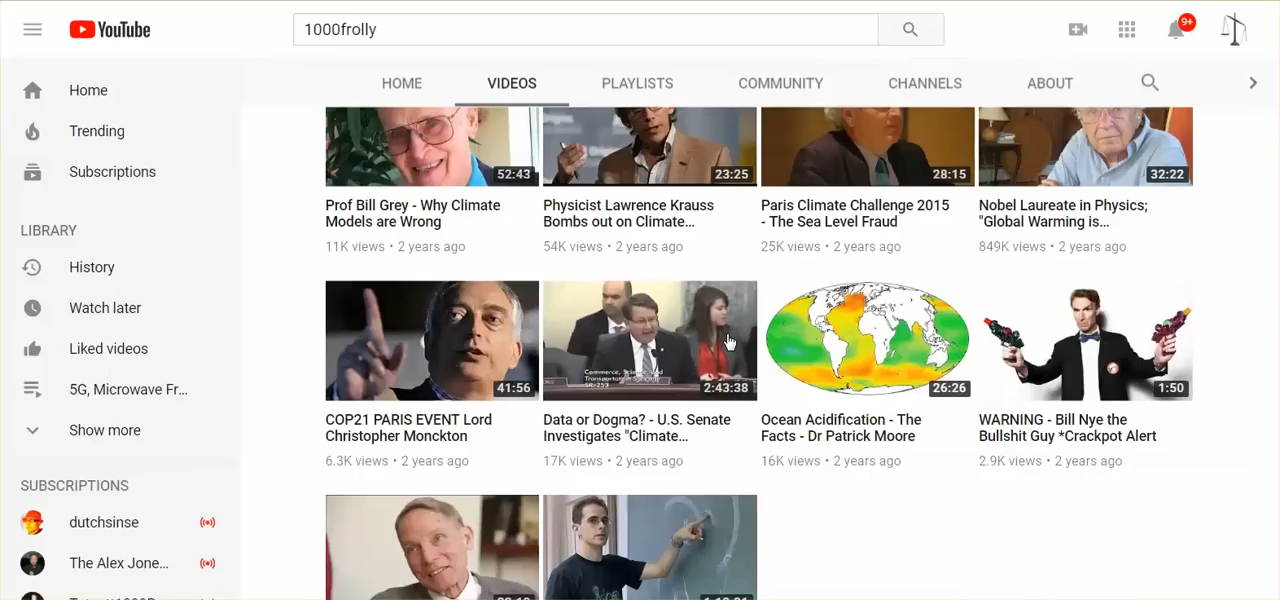 YouTube
1000frolly
9+
HOME VIDEOS PLAYLISTS COMMUNITY CHANNELS ABOUT
Home
Trending
Subscriptions
LIBRARY
History
Watch later
Liked videos
5G, Microwave Fr...
Show more
SUBSCRIPTIONS
dutchsinse
The Alex Jone...
52:43
23:25
28:15
32:22
Prof Bill Grey - Why Climate
Models are Wrong
11K views • 2 years ago
Physicist Lawrence Krauss
Bombs out on Climate...
54K views • 2 years ago
Paris Climate Challenge 2015
- The Sea Level Fraud
25K views • 2 years ago
Nobel Laureate in Physics;
"Global Warming is...
849K views • 2 years ago
Commerce, Science, and
41:56
2:43:38
26:26
1:50
COP21 PARIS EVENT Lord
Christopher Monckton
6.3K views • 2 years ago
Data or Dogma? - U.S. Senate
Investigates "Climate...
17K views • 2 years ago
Ocean Acidification - The
Facts - Dr Patrick Moore
16K views • 2 years ago
WARNING - Bill Nye the
Bullshit Guy *Crackpot Alert
2.9K views • 2 years ago